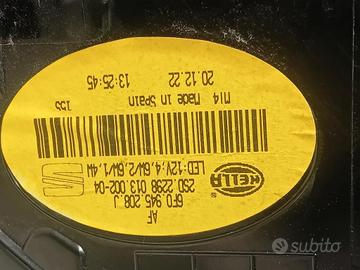 AF
6F0.945.208.J
2SD.2298 013 002-04
LED:12V;4,6W/2,6W/1,4W
HELLA
S
155
M14 Made in Spain
20.12.22 13:25:45
subito